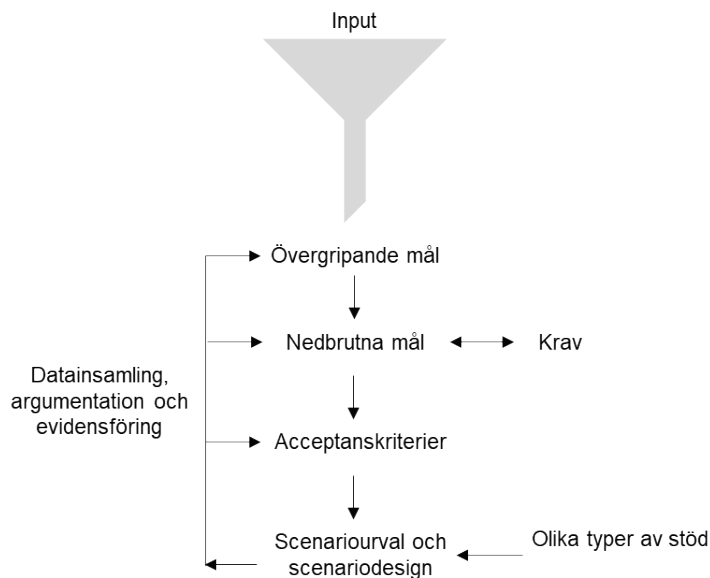 Input
Övergripande mål
Nedbrutna mål
Krav
Datainsamling,
argumentation och
evidensföring
Acceptanskriterier
Scenariourval och
scenariodesign
Olika typer av stöd